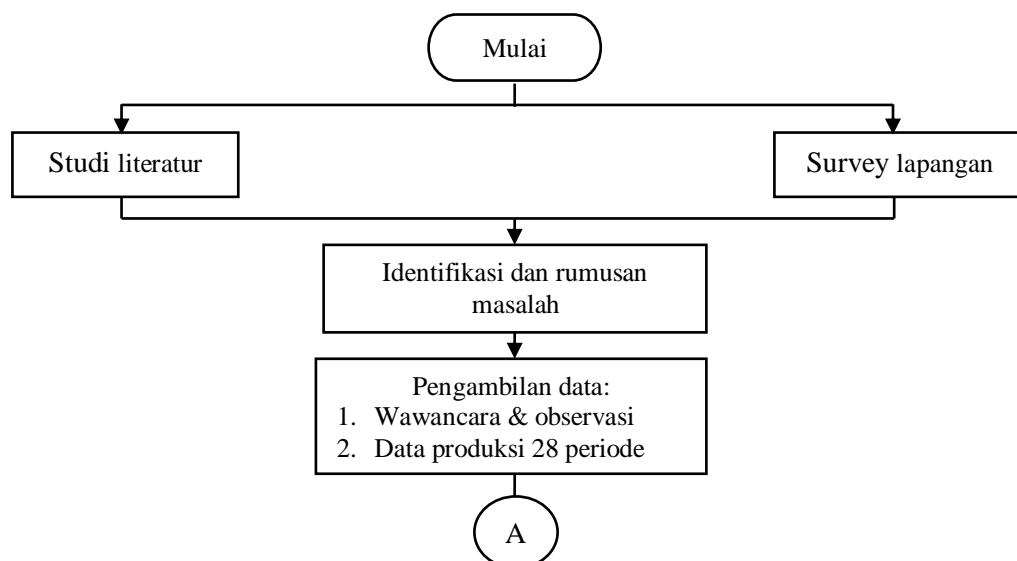 Mulai
Studi literatur
Survey lapangan
Identifikasi dan rumusan
masalah
Pengambilan data:
1. Wawancara & observasi
2. Data produksi 28 periode
A